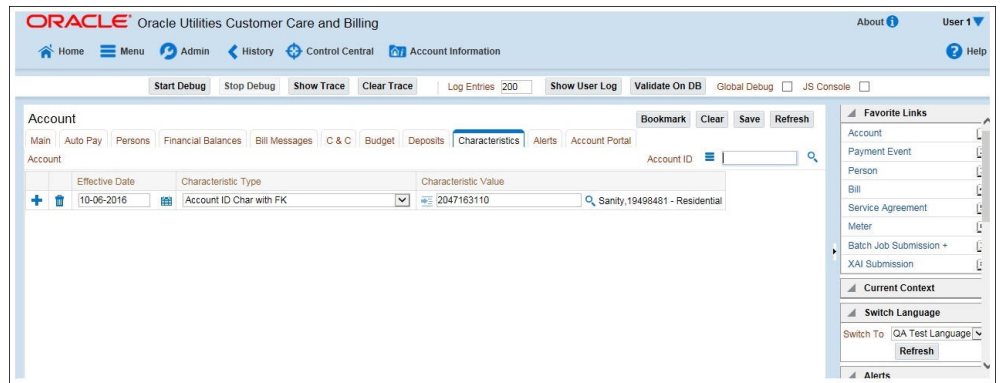 ORACLE® Oracle Utilities Customer Care and Billing About User 1
Home Menu Admin History Control Central Account Information Help
Start Debug Stop Debug Show Trace Clear Trace Log Entries 200 Show User Log Validate On DB Global Debug JS Console
Account Bookmark Clear Save Refresh
Main Auto Pay Persons Financial Balances Bill Messages C & C Budget Deposits Characteristics Alerts Account Portal
Account Account ID
Effective Date Characteristic Type Characteristic Value
10-06-2016 Account ID Char with FK 2047163110 Sanity,19498481 - Residential
Favorite Links
Account
Payment Event
Person
Bill
Service Agreement
Meter
Batch Job Submission +
XAI Submission
Current Context
Switch Language
Switch To QA Test Language
Refresh
Alerts